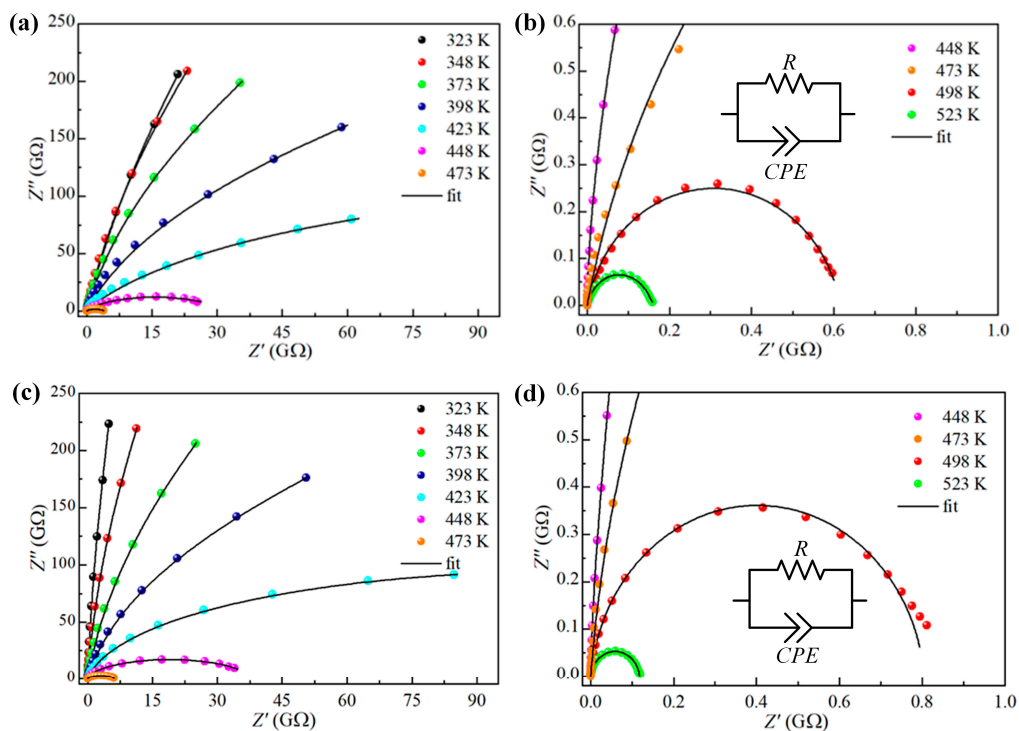 (a)
250
200
150
100
50
0
Z'' (GΩ)
0 15 30 45 60 75 90
Z' (GΩ)
323 K
348 K
373 K
398 K
423 K
448 K
473 K
fit
(b)
0.6
0.5
0.4
0.3
0.2
0.1
0.0
Z'' (GΩ)
0.0 0.2 0.4 0.6 0.8 1.0
Z' (GΩ)
R
CPE
448 K
473 K
498 K
523 K
fit
(c)
250
200
150
100
50
0
Z'' (GΩ)
0 15 30 45 60 75 90
Z' (GΩ)
323 K
348 K
373 K
398 K
423 K
448 K
473 K
fit
(d)
0.6
0.5
0.4
0.3
0.2
0.1
0.0
Z'' (GΩ)
0.0 0.2 0.4 0.6 0.8 1.0
Z' (GΩ)
448 K
473 K
498 K
523 K
fit
R
CPE